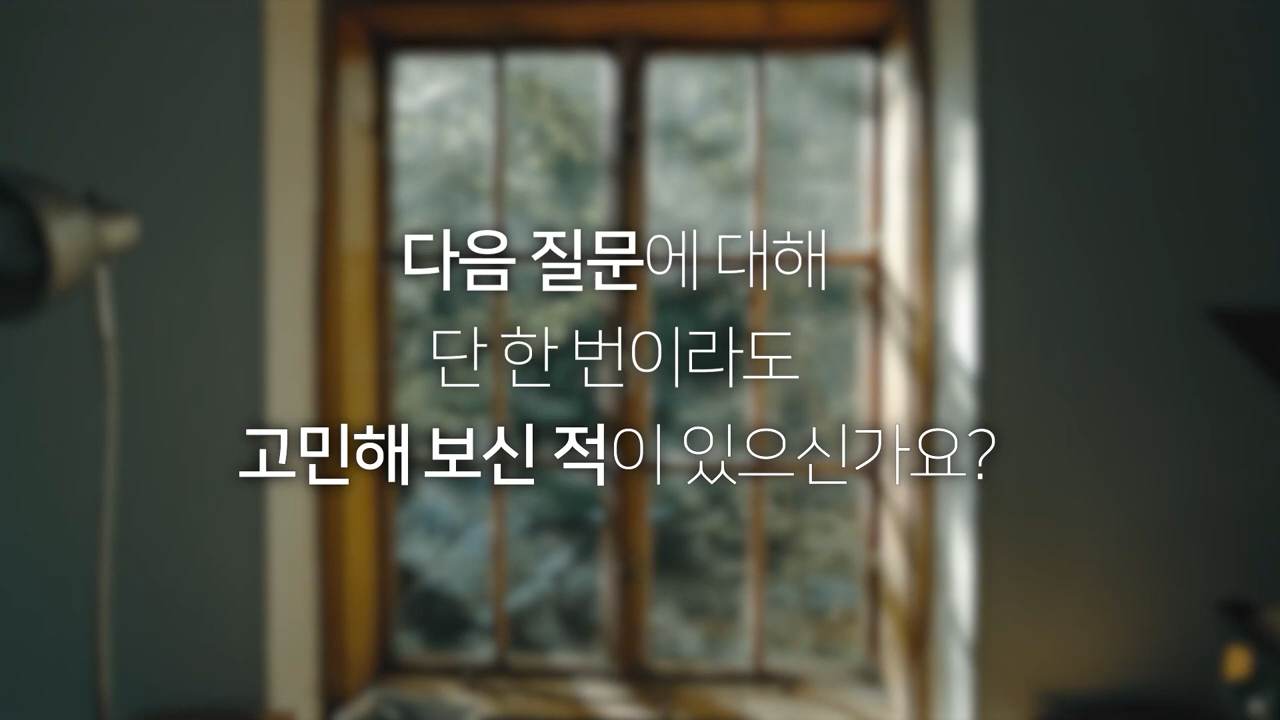 다음 질문에 대해
단 한 번이라도
고민해 보신 적이 있으신가요?